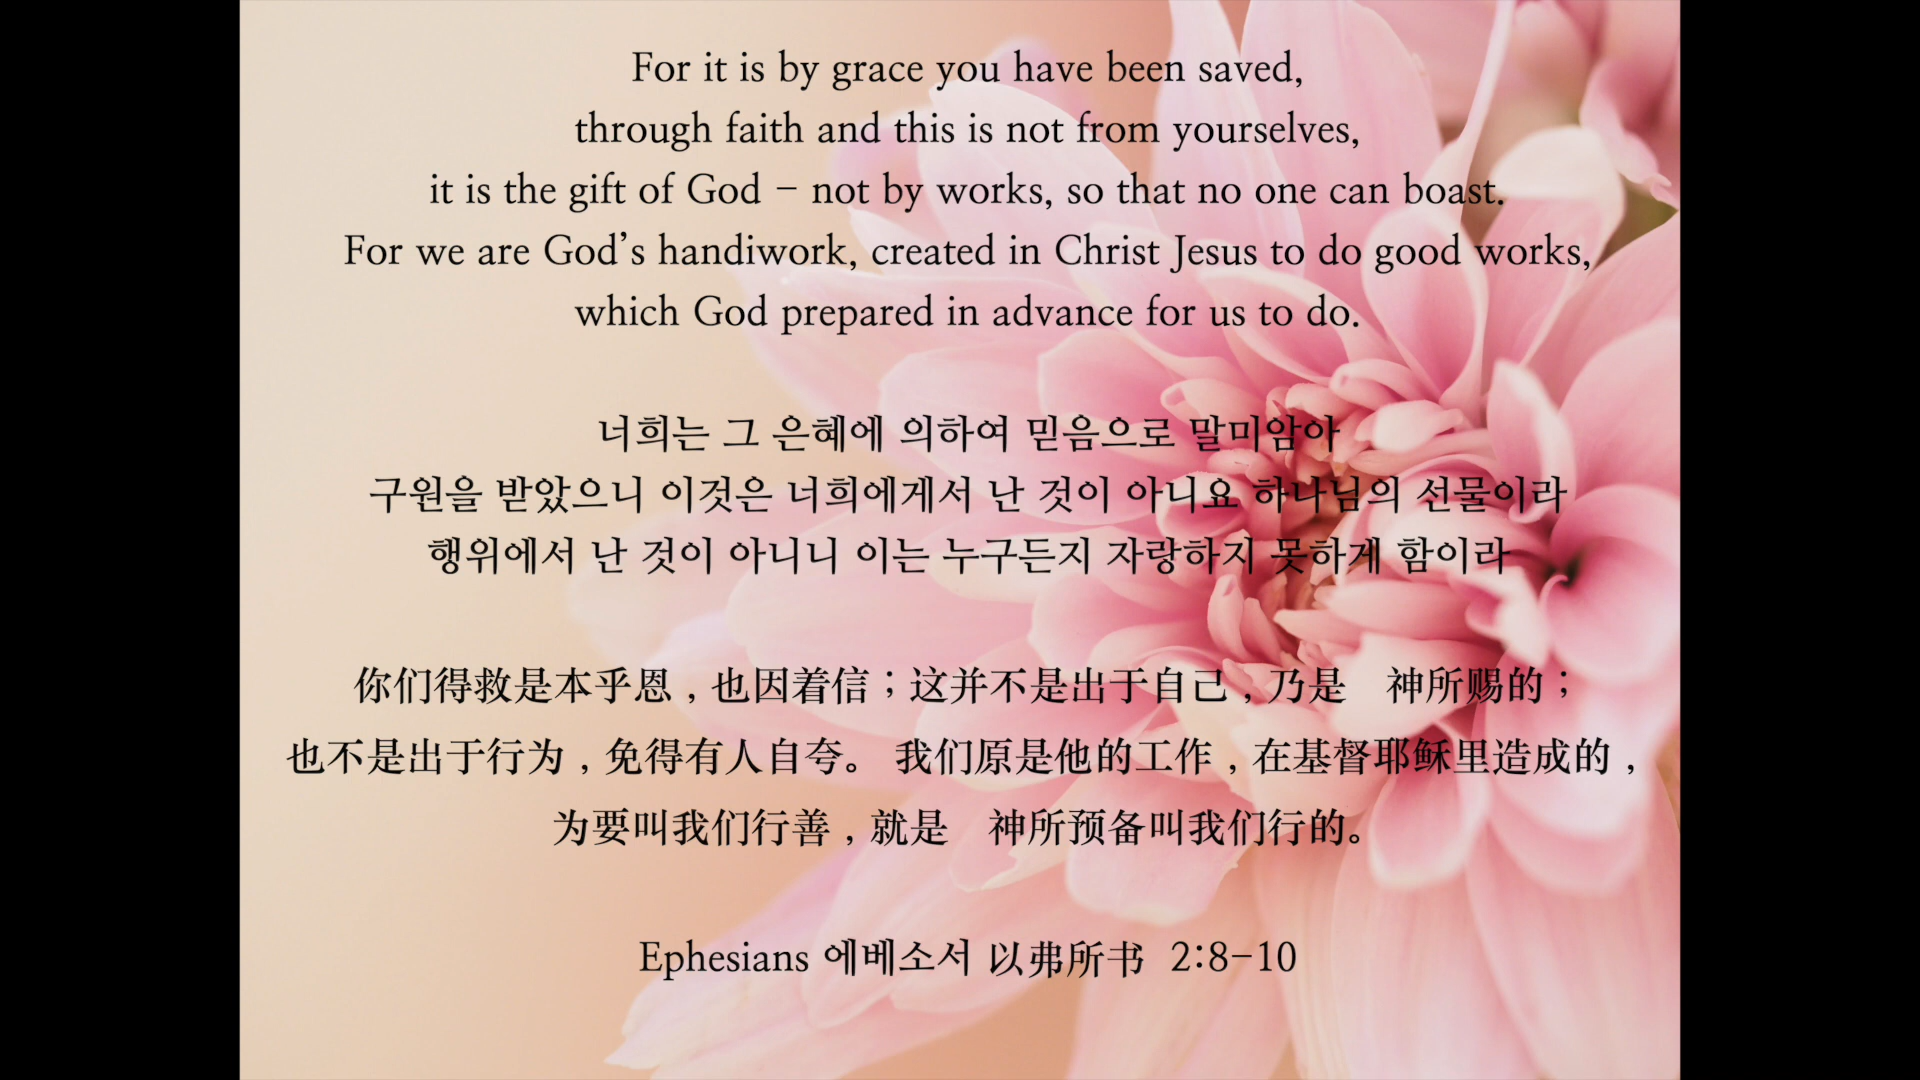 For it is by grace you have been saved,
through faith and this is not from yourselves,
it is the gift of God – not by works, so that no one can boast.
For we are God’s handiwork, created in Christ Jesus to do good works,
which God prepared in advance for us to do.
너희는 그 은혜에 의하여 믿음으로 말미암아
구원을 받았으니 이것은 너희에게서 난 것이 아니요 하나님의 선물이라
행위에서 난 것이 아니니 이는 누구든지 자랑하지 못하게 함이라
你们得救是本乎恩，也因着信；这并不是出于自己，乃是　神所赐的；
也不是出于行为，免得有人自夸。 我们原是他的工作，在基督耶稣里造成的，
为要叫我们行善，就是　神所预备叫我们行的。
Ephesians 에베소서 以弗所书 2:8-10